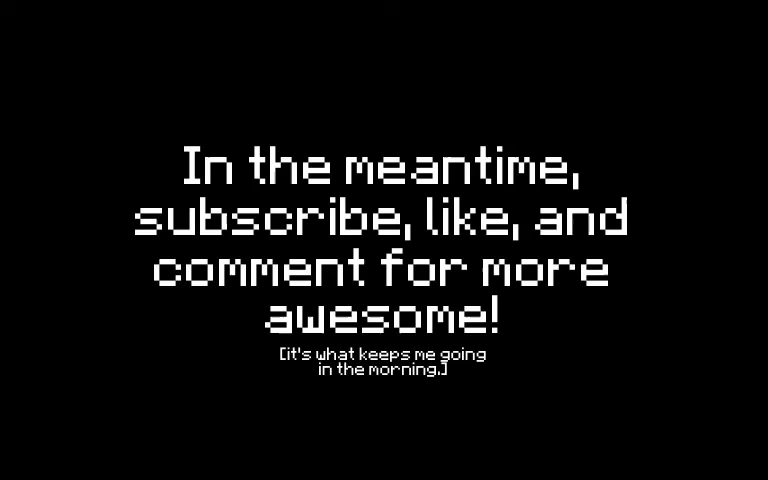 In the meantime,
subscribe, like, and
comment for more
awesome!
[it's what keeps me going
in the morning.]